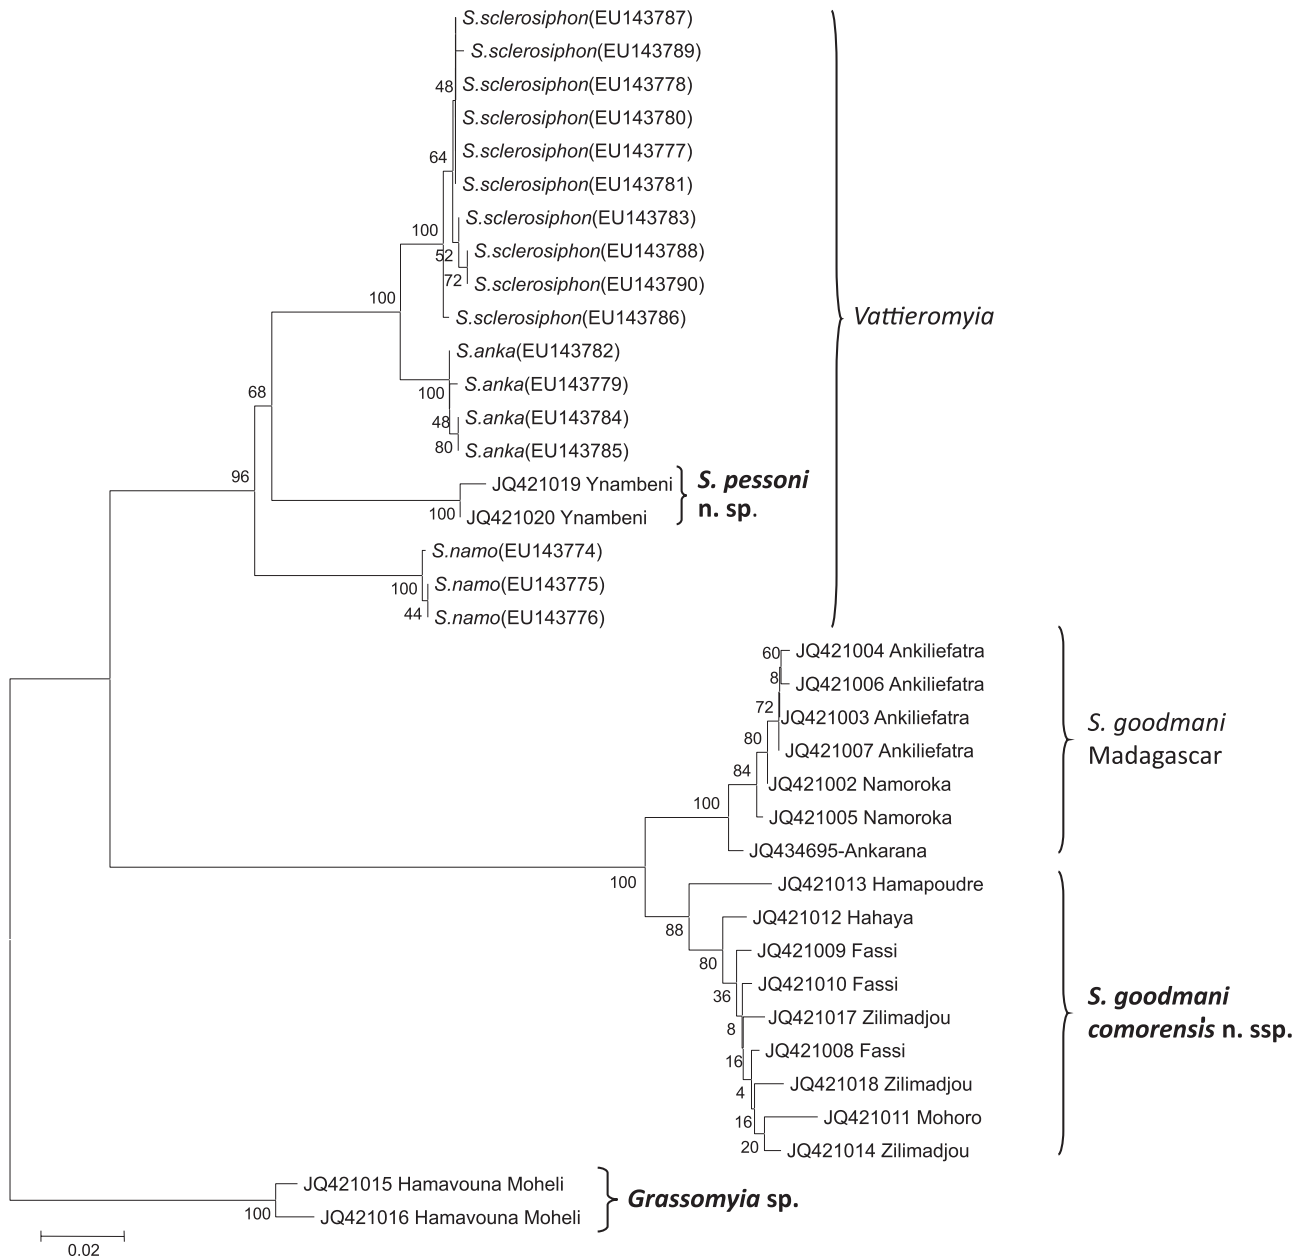 S.sclerosiphon(EU143787)
S.sclerosiphon(EU143789)
48
S.sclerosiphon(EU143778)
S.sclerosiphon(EU143780)
S.sclerosiphon(EU143777)
64
S.sclerosiphon(EU143781)
S.sclerosiphon(EU143783)
100
S.sclerosiphon(EU143788)
52
S.sclerosiphon(EU143790)
72
100
S.sclerosiphon(EU143786)
Vattieromyia
S.anka(EU143782)
S.anka(EU143779)
100
68
S.anka(EU143784)
48
S.anka(EU143785)
80
96
JQ421019 Ynambeni
S. pessoni
n. sp.
JQ421020 Ynambeni
100
S.namo(EU143774)
S.namo(EU143775)
100
S.namo(EU143776)
44
60
JQ421004 Ankiliefatra
8
JQ421006 Ankiliefatra
72
JQ421003 Ankiliefatra
S. goodmani
Madagascar
80
JQ421007 Ankiliefatra
84
JQ421002 Namoroka
100
JQ421005 Namoroka
JQ434695-Ankarana
100
JQ421013 Hamapoudre
JQ421012 Hahaya
88
JQ421009 Fassi
80
JQ421010 Fassi
36
S. goodmani
comorensis n. ssp.
JQ421017 Zilimadjou
8
JQ421008 Fassi
16
JQ421018 Zilimadjou
4
JQ421011 Mohoro
16
JQ421014 Zilimadjou
20
JQ421015 Hamavouna Moheli
Grassomyia sp.
JQ421016 Hamavouna Moheli
100
0.02